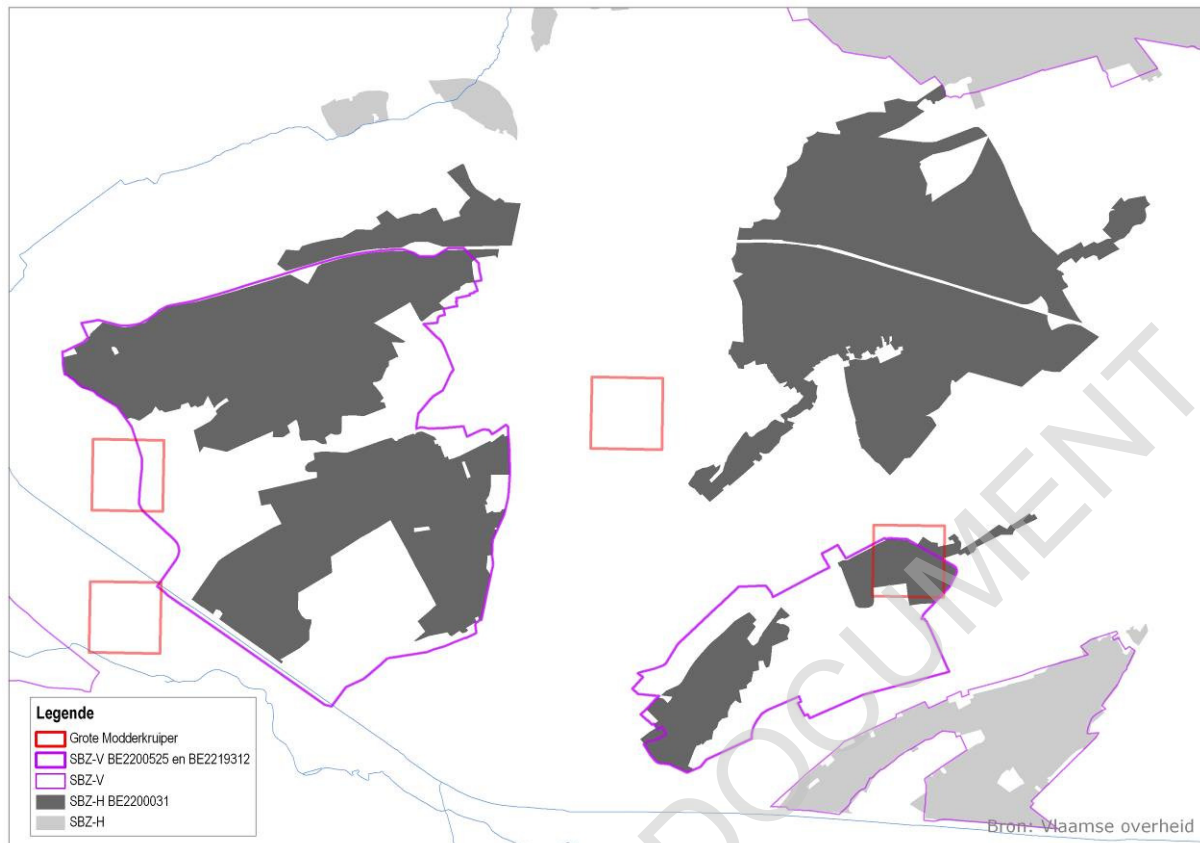 Legende
Grote Modderkruiper
SBZ-V BE2200525 en BE2219312
SBZ-V
SBZ-H BE2200031
SBZ-H
DOCUMENT
Bron: Vlaamse overheid